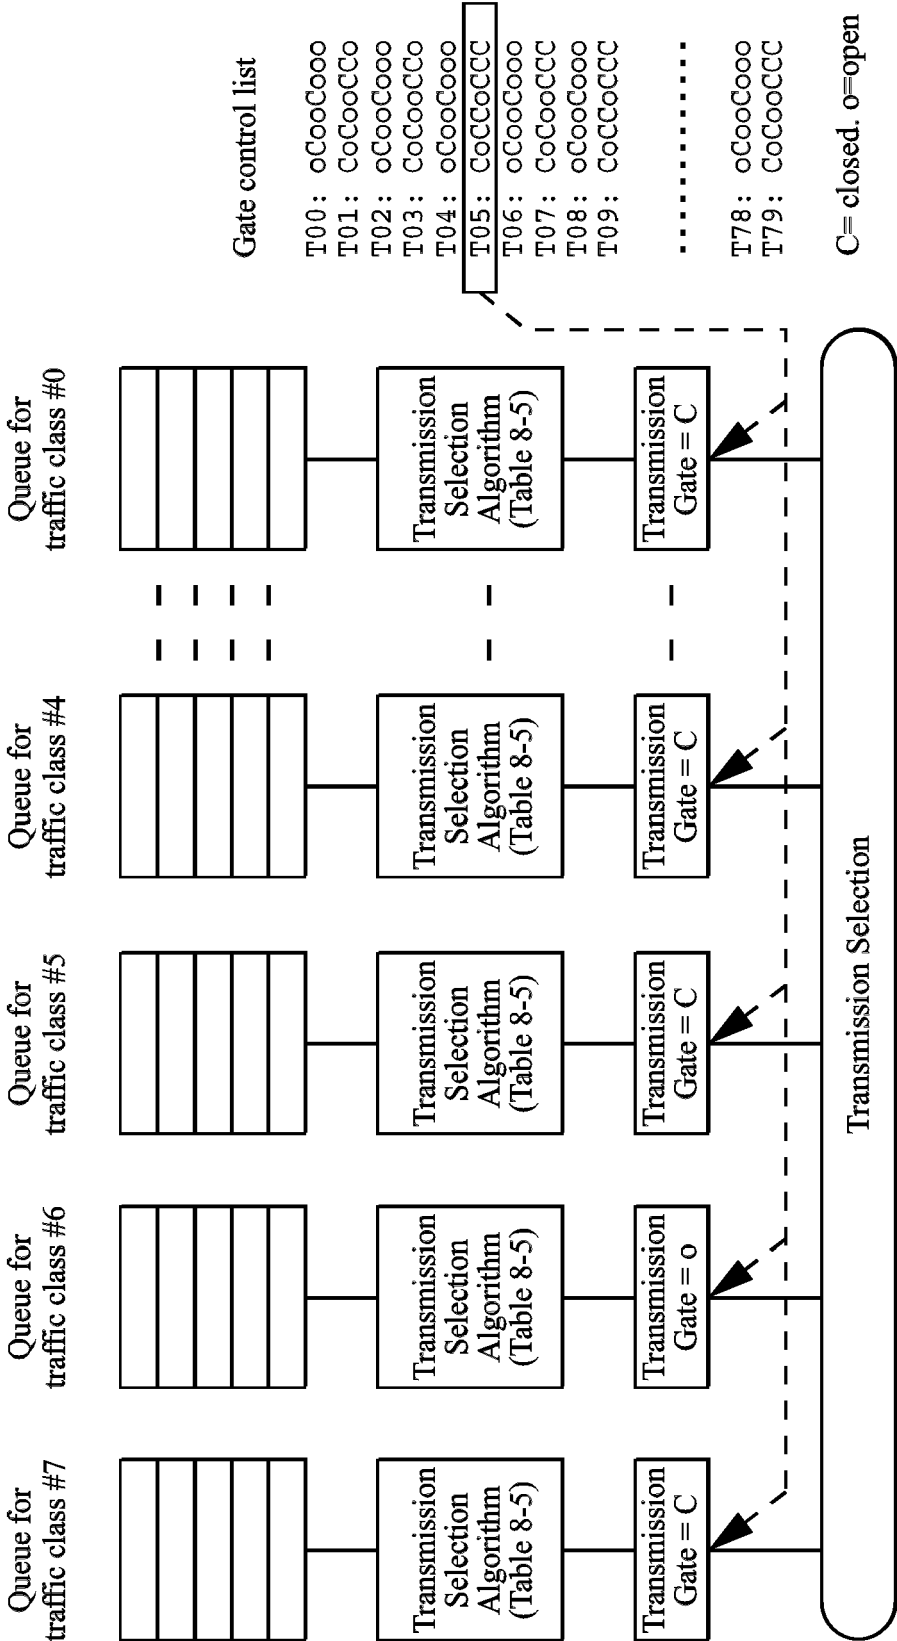 Queue for
traffic class #7
Queue for
traffic class #6
Queue for
traffic class #5
Queue for
traffic class #4
Queue for
traffic class #0
Transmission
Selection
Algorithm
(Table 8-5)
Transmission
Selection
Algorithm
(Table 8-5)
Transmission
Selection
Algorithm
(Table 8-5)
Transmission
Selection
Algorithm
(Table 8-5)
Transmission
Selection
Algorithm
(Table 8-5)
Transmission
Gate = C
Transmission
Gate = o
Transmission
Gate = C
Transmission
Gate = C
Transmission
Gate = C
Transmission Selection
Gate control list
T00: oCooCooo
T01: CoCooCCo
T02: oCooCooo
T03: CoCooCCo
T04: oCooCooo
T05: CoCCoCCC
T06: oCooCooo
T07: CoCooCCC
T08: oCooCooo
T09: CoCCoCCC
T78: oCooCooo
T79: CoCooCCC
C= closed. o=open